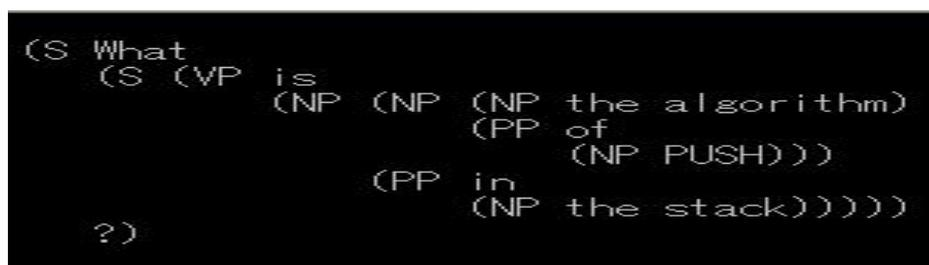 (S What
(S (VP is
(NP (NP (NP the algorithm)
(PP of
(NP PUSH)))
(PP in
(NP the stack)))))
?)